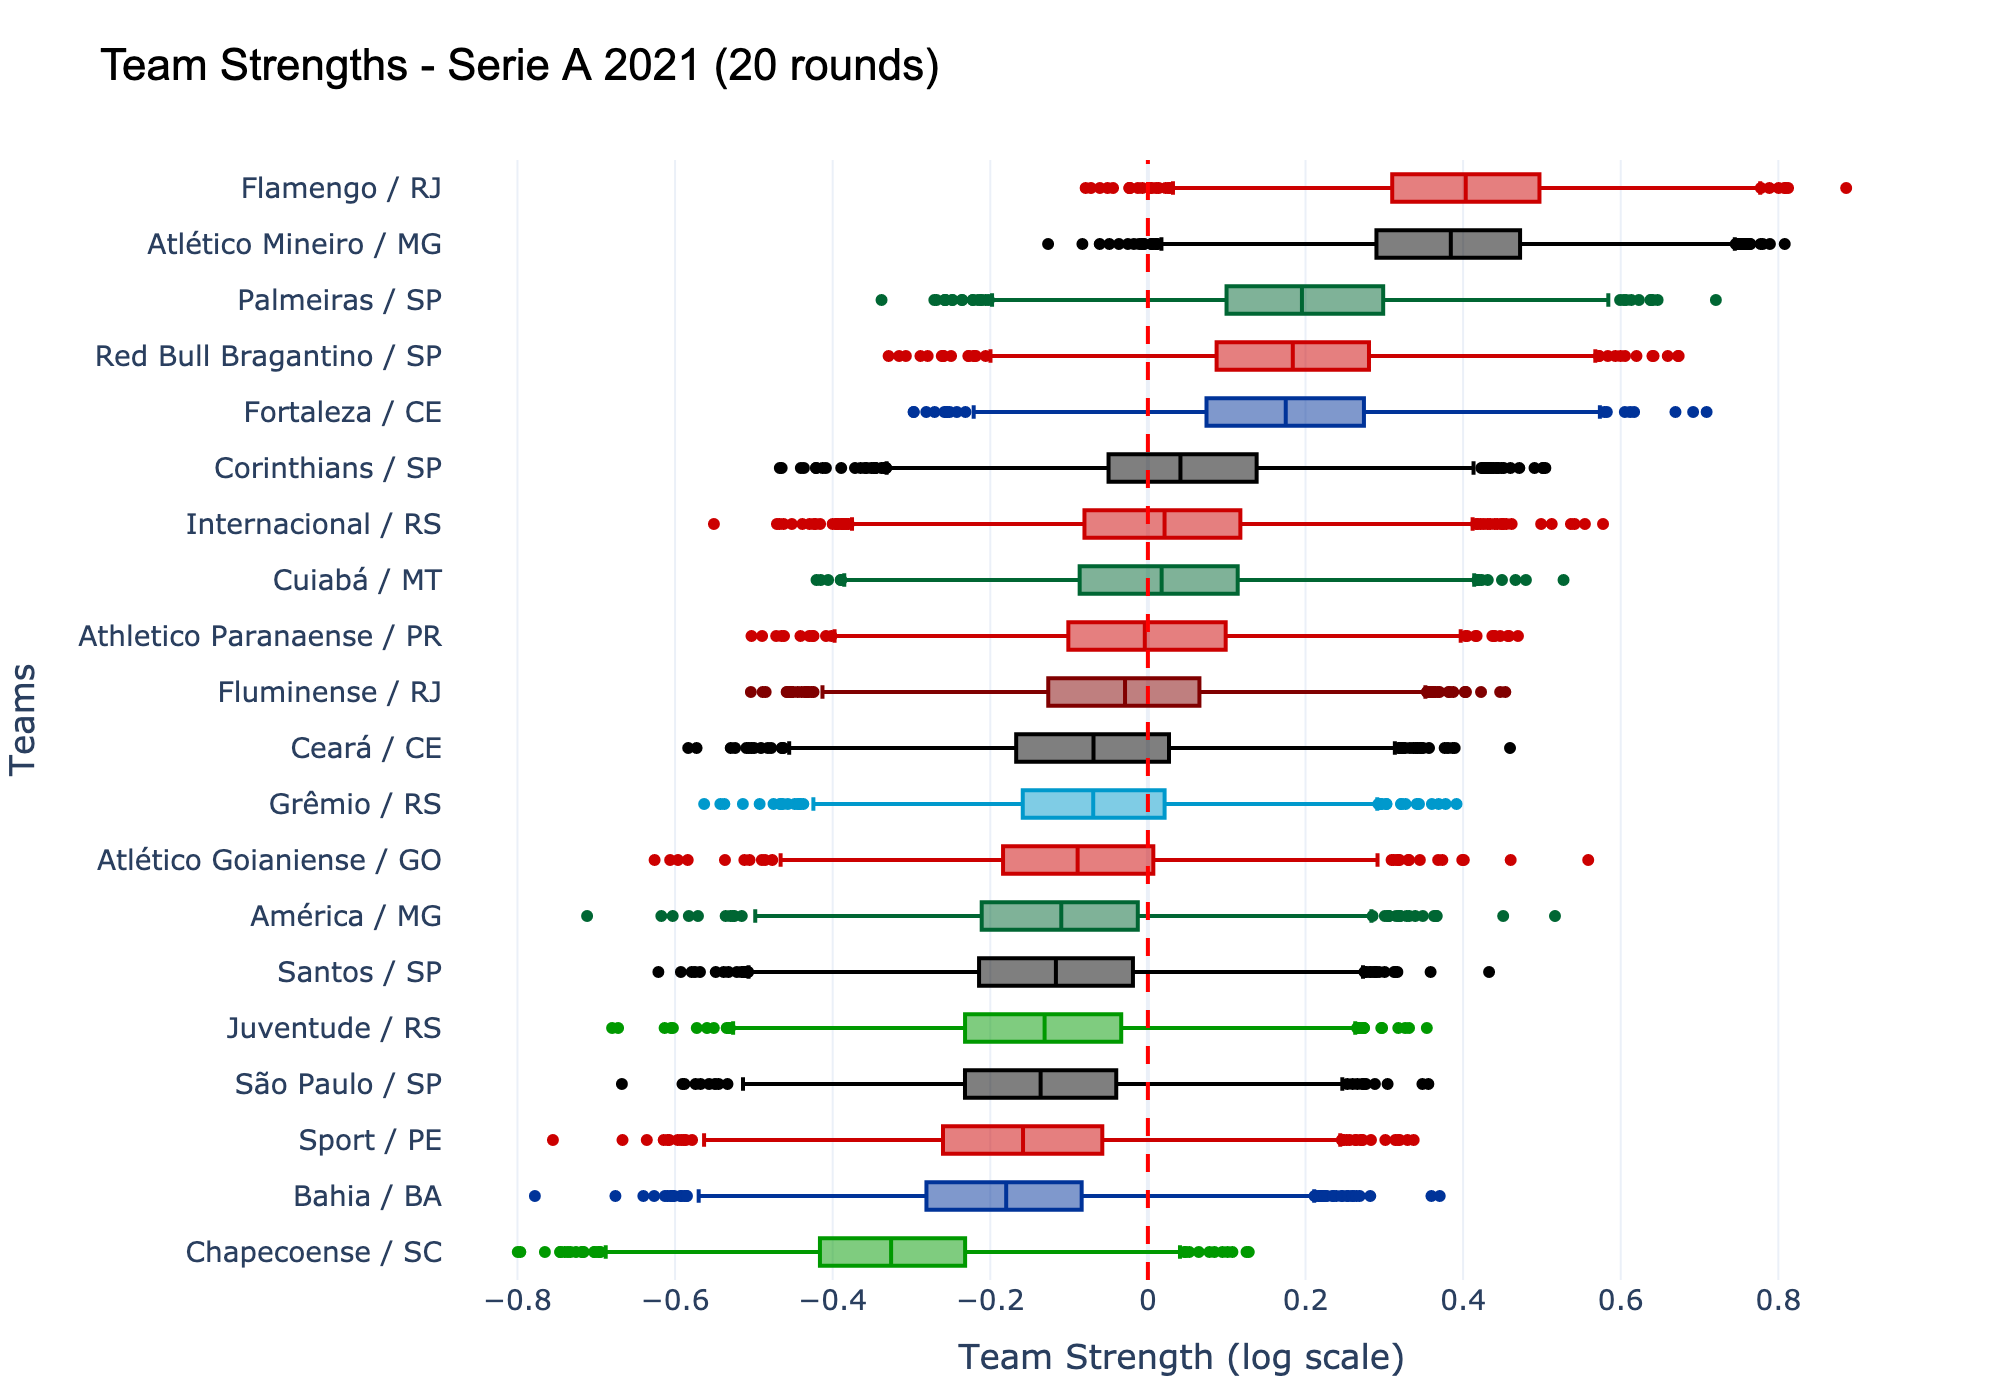 Team Strengths - Serie A 2021 (20 rounds)
Flamengo / RJ
Atlético Mineiro / MG
Palmeiras / SP
Red Bull Bragantino / SP
Fortaleza / CE
Corinthians / SP
Internacional / RS
Cuiabá / MT
Athletico Paranaense / PR
Fluminense / RJ
Ceará / CE
Grêmio / RS
Atlético Goianiense / GO
América / MG
Santos / SP
Juventude / RS
São Paulo / SP
Sport / PE
Bahia / BA
Chapecoense / SC
Teams
−0.8 −0.6 −0.4 −0.2 0 0.2 0.4 0.6 0.8
Team Strength (log scale)